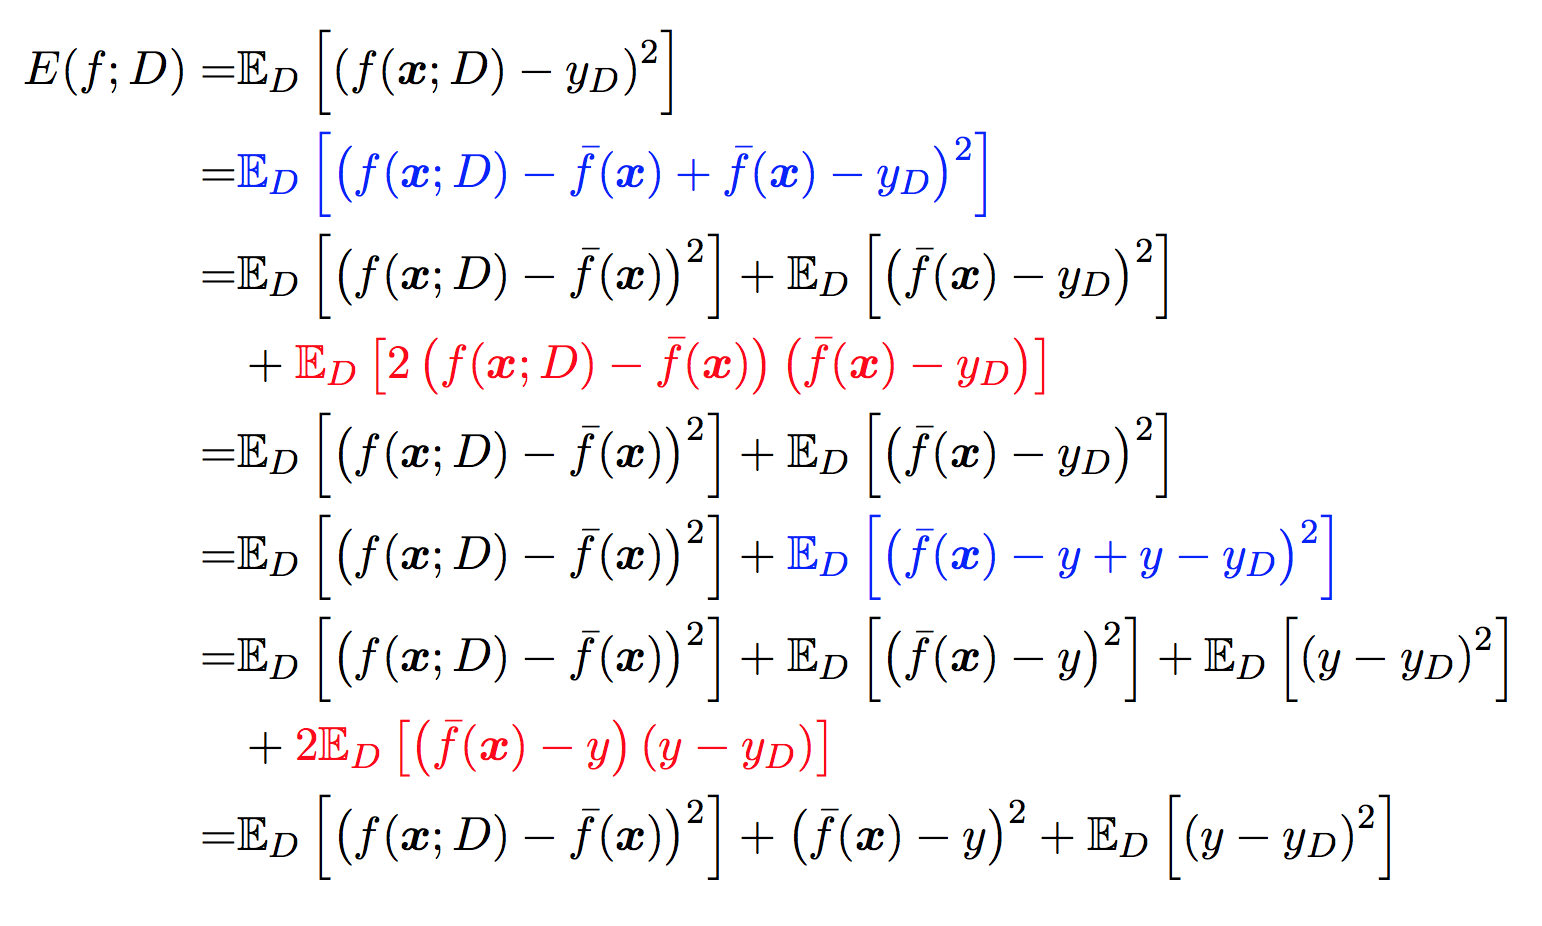 E(f; D) = 𝔼_D [(f(𝒙; D) − y_D)²]
= 𝔼_D [(f(𝒙; D) − f̄(𝒙) + f̄(𝒙) − y_D)²]
= 𝔼_D [(f(𝒙; D) − f̄(𝒙))²] + 𝔼_D [(f̄(𝒙) − y_D)²]
+ 𝔼_D [2 (f(𝒙; D) − f̄(𝒙)) (f̄(𝒙) − y_D)]
= 𝔼_D [(f(𝒙; D) − f̄(𝒙))²] + 𝔼_D [(f̄(𝒙) − y_D)²]
= 𝔼_D [(f(𝒙; D) − f̄(𝒙))²] + 𝔼_D [(f̄(𝒙) − y + y − y_D)²]
= 𝔼_D [(f(𝒙; D) − f̄(𝒙))²] + 𝔼_D [(f̄(𝒙) − y)²] + 𝔼_D [(y − y_D)²]
+ 2𝔼_D [(f̄(𝒙) − y) (y − y_D)]
= 𝔼_D [(f(𝒙; D) − f̄(𝒙))²] + (f̄(𝒙) − y)² + 𝔼_D [(y − y_D)²]